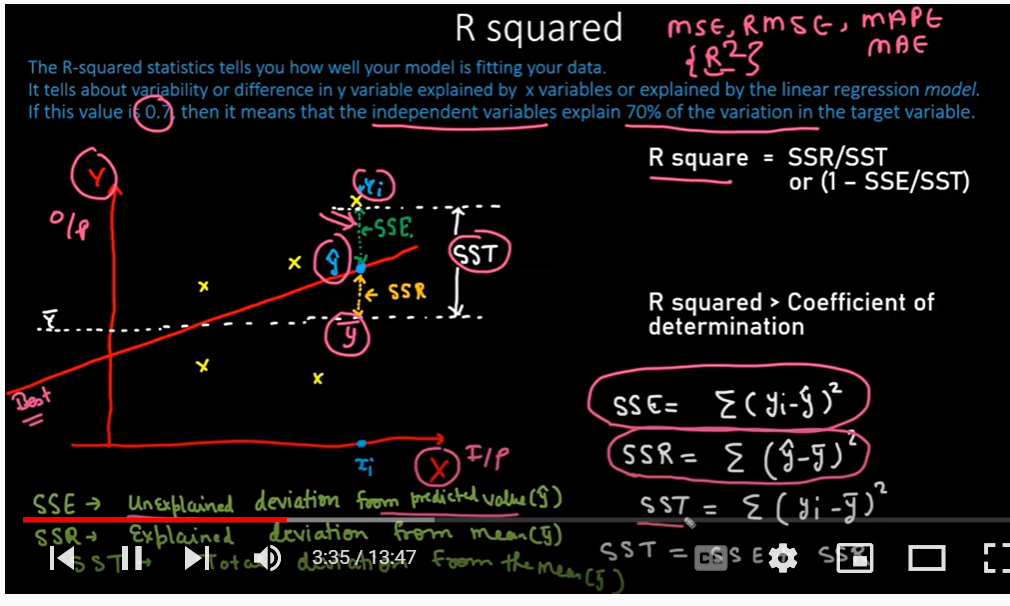 R squared
MSE, RMSE, MAPE
{R²} MAE
The R-squared statistics tells you how well your model is fitting your data.
It tells about variability or difference in y variable explained by x variables or explained by the linear regression model.
If this value is 0.7, then it means that the independent variables explain 70% of the variation in the target variable.
R square = SSR/SST
or (1 – SSE/SST)
Y
O/P
Yi
←SSE.
ŷ
SST
← SSR
Ȳ
ȳ
R squared > Coefficient of
determination
Best
xi
X I/P
SSE= Σ(yi-ŷ)²
SSR= Σ(ŷ-ȳ)²
SST = Σ(yi-ȳ)²
SST = SSE SSR
SSE → Unexplained deviation from predicted value(ŷ)
SSR→ Explained deviation from mean(ȳ)
SST → Total deviation from the mean(ȳ)
3:35 / 13:47
CC